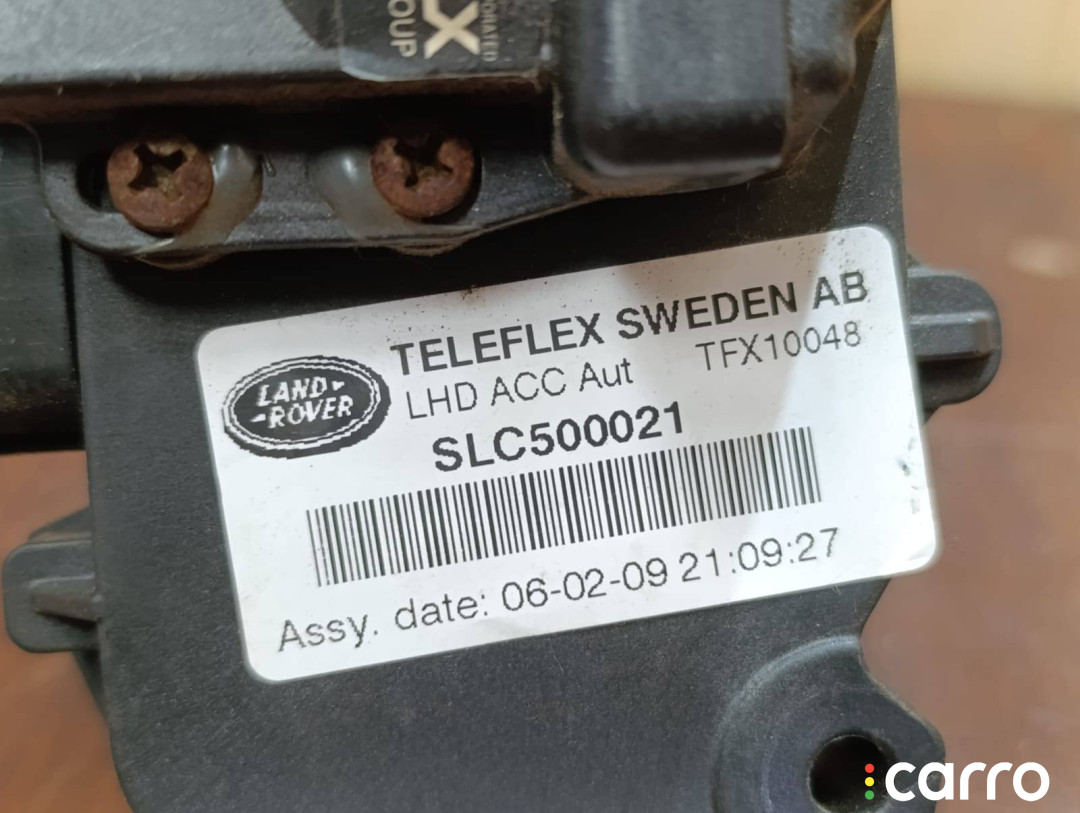 OUP
TELEFLEX SWEDEN AB
LAND
-ROVER
LHD ACC Aut TFX10048
SLC500021
Assy. date: 06-02-09 21:09:27
carro